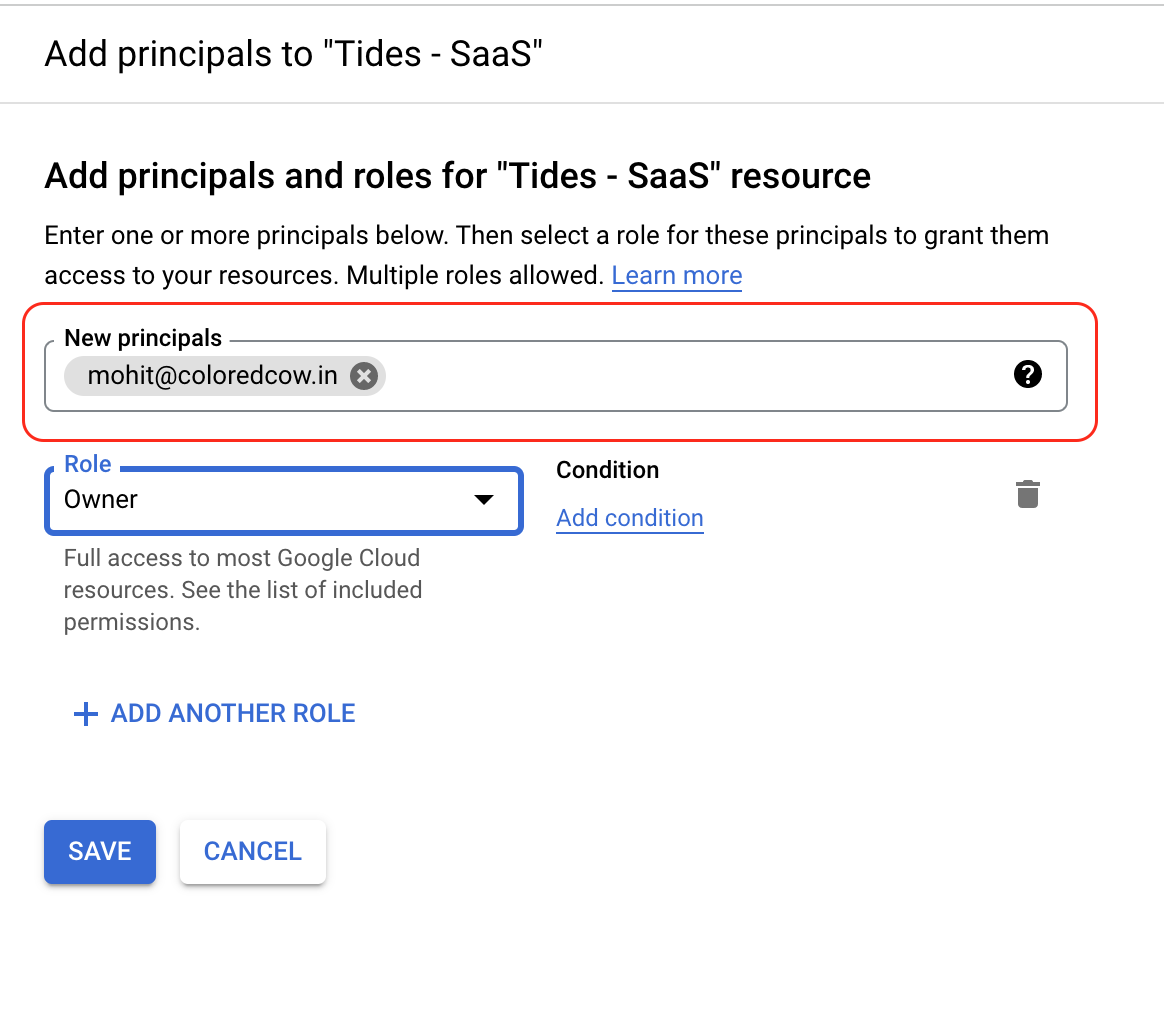 Add principals to "Tides - SaaS"
Add principals and roles for "Tides - SaaS" resource
Enter one or more principals below. Then select a role for these principals to grant them
access to your resources. Multiple roles allowed. Learn more
New principals
mohit@coloredcow.in
Role
Owner
Condition
Add condition
Full access to most Google Cloud
resources. See the list of included
permissions.
ADD ANOTHER ROLE
SAVE
CANCEL